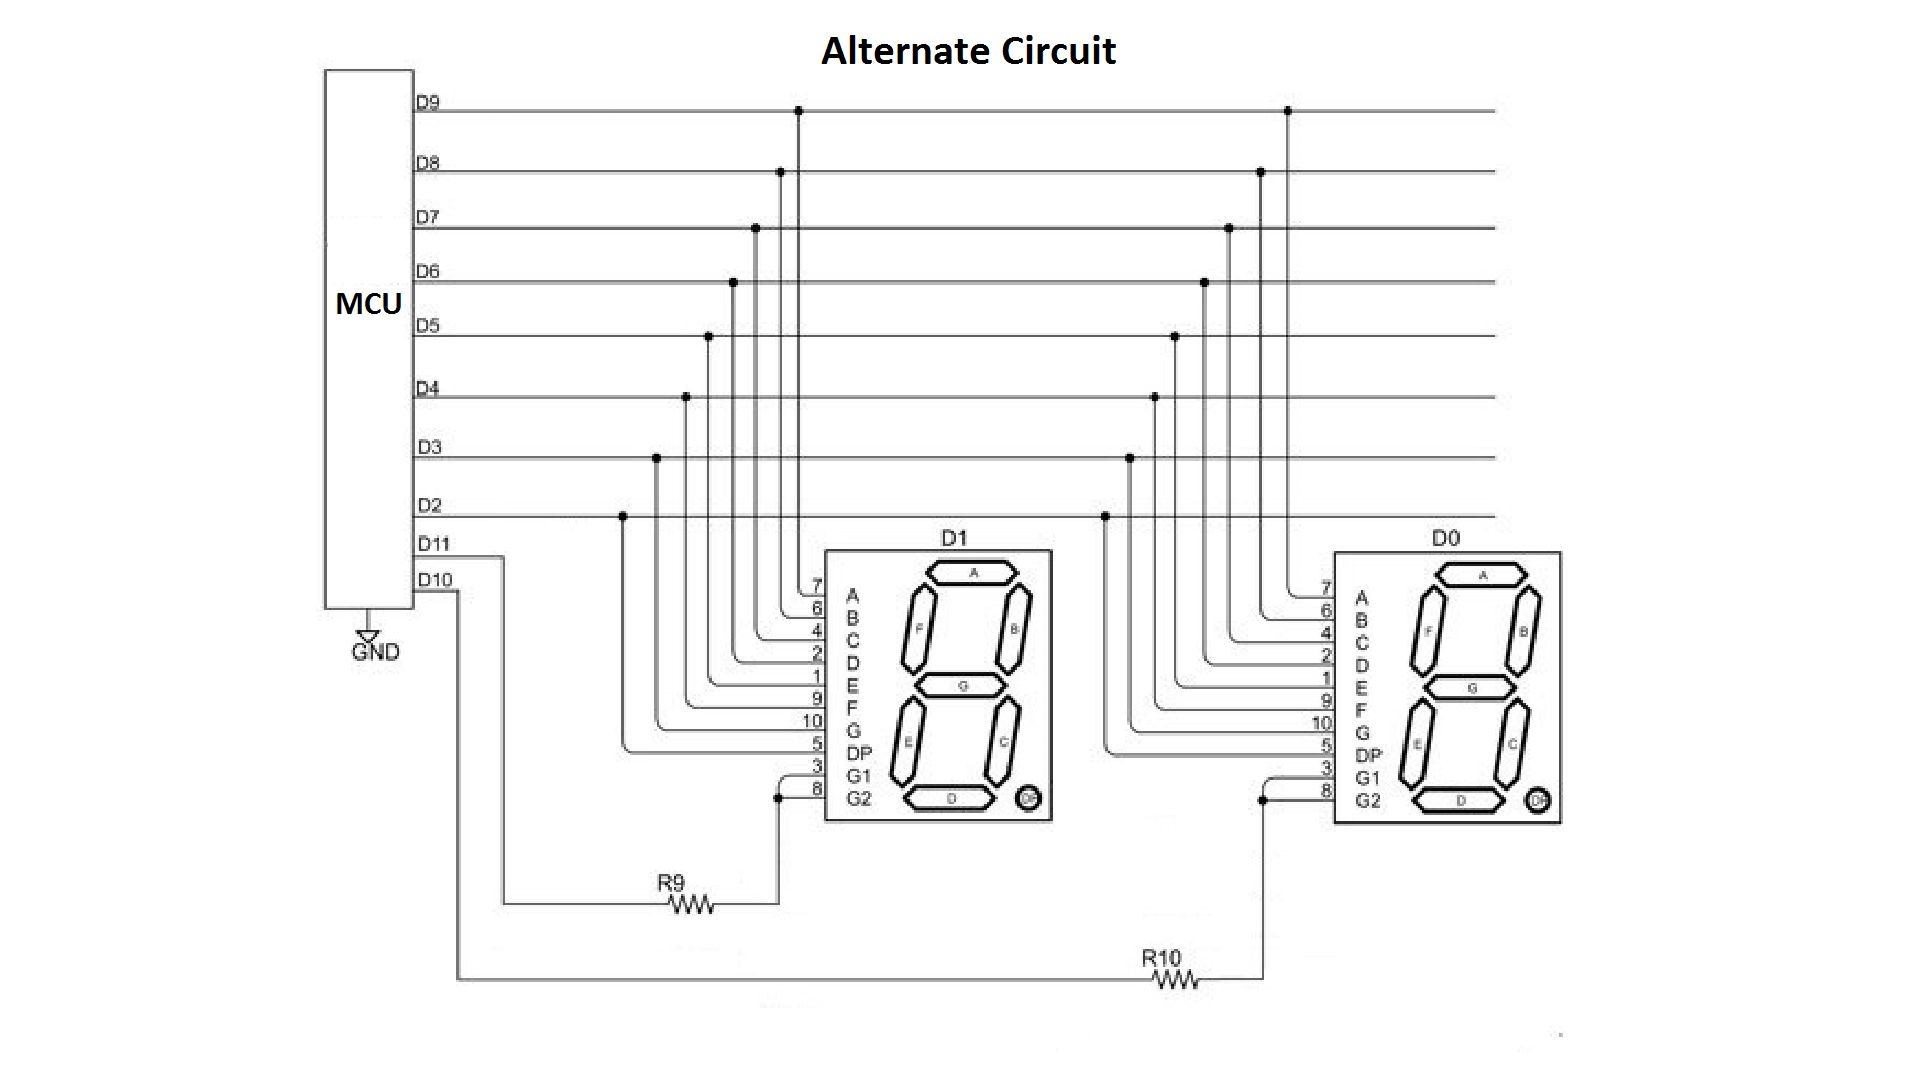 Alternate Circuit
D9
D8
D7
D6
MCU
D5
D4
D3
D2
D11
D10
GND
D1
7 A
6 B
4 C
2 D
1 E
9 F
10 G
5 DP
3 G1
8 G2
A
F B
G
E C
D DP
D0
7 A
6 B
4 C
2 D
1 E
9 F
10 G
5 DP
3 G1
8 G2
A
F B
G
E C
D DP
R9
R10